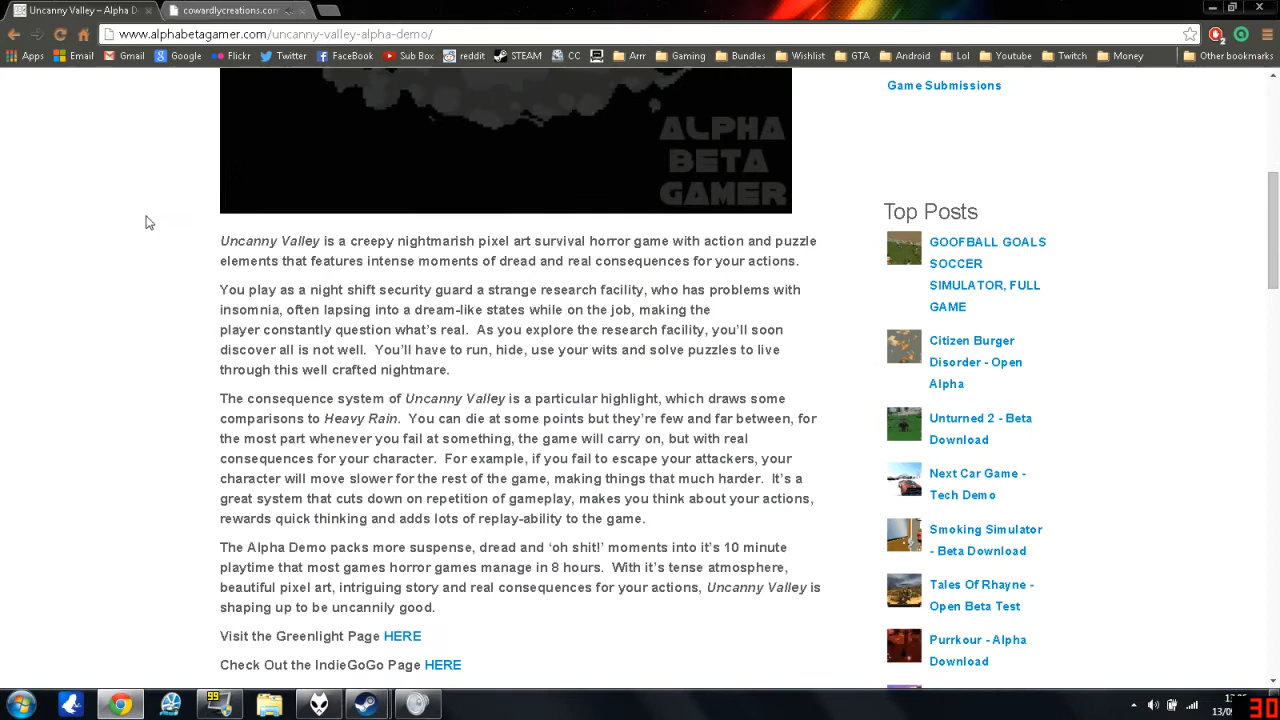 Uncanny Valley – Alpha D
cowardlycreations.com
www.alphabetagamer.com/uncanny-valley-alpha-demo/
2
Apps Email Gmail Google Flickr Twitter FaceBook Sub Box reddit STEAM CC Arrr Gaming Bundles Wishlist GTA Android Lol Youtube Twitch Money Other bookmarks
ALPHA
BETA
GAMER
Uncanny Valley is a creepy nightmarish pixel art survival horror game with action and puzzle
elements that features intense moments of dread and real consequences for your actions.
You play as a night shift security guard a strange research facility, who has problems with
insomnia, often lapsing into a dream-like states while on the job, making the
player constantly question what's real.  As you explore the research facility, you'll soon
discover all is not well.  You'll have to run, hide, use your wits and solve puzzles to live
through this well crafted nightmare.
The consequence system of Uncanny Valley is a particular highlight, which draws some
comparisons to Heavy Rain.  You can die at some points but they're few and far between, for
the most part whenever you fail at something, the game will carry on, but with real
consequences for your character.  For example, if you fail to escape your attackers, your
character will move slower for the rest of the game, making things that much harder.  It's a
great system that cuts down on repetition of gameplay, makes you think about your actions,
rewards quick thinking and adds lots of replay-ability to the game.
The Alpha Demo packs more suspense, dread and 'oh shit!' moments into it's 10 minute
playtime that most games horror games manage in 8 hours.  With it's tense atmosphere,
beautiful pixel art, intriguing story and real consequences for your actions, Uncanny Valley is
shaping up to be uncannily good.
Visit the Greenlight Page HERE
Check Out the IndieGoGo Page HERE
Game Submissions
Top Posts
GOOFBALL GOALS
SOCCER
SIMULATOR, FULL
GAME
Citizen Burger
Disorder - Open
Alpha
Unturned 2 - Beta
Download
Next Car Game -
Tech Demo
Smoking Simulator
- Beta Download
Tales Of Rhayne -
Open Beta Test
Purrkour - Alpha
Download
99
30